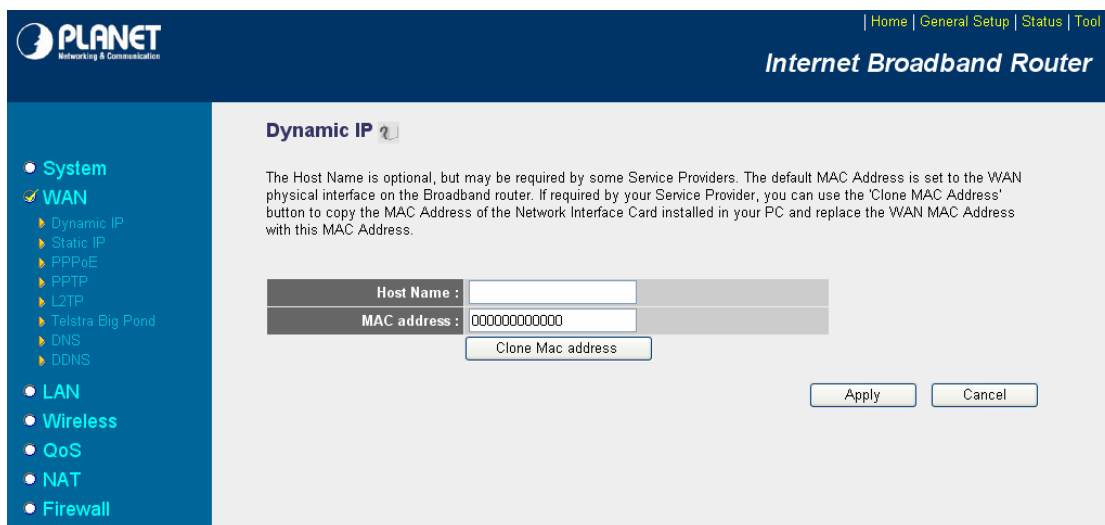 PLANET
Networking & Communication
| Home | General Setup | Status | Tool
Internet Broadband Router
System
WAN
Dynamic IP
Static IP
PPPoE
PPTP
L2TP
Telstra Big Pond
DNS
DDNS
LAN
Wireless
QoS
NAT
Firewall
Dynamic IP
The Host Name is optional, but may be required by some Service Providers. The default MAC Address is set to the WAN
physical interface on the Broadband router. If required by your Service Provider, you can use the 'Clone MAC Address'
button to copy the MAC Address of the Network Interface Card installed in your PC and replace the WAN MAC Address
with this MAC Address.
Host Name :
MAC address : 000000000000
Clone Mac address
Apply Cancel